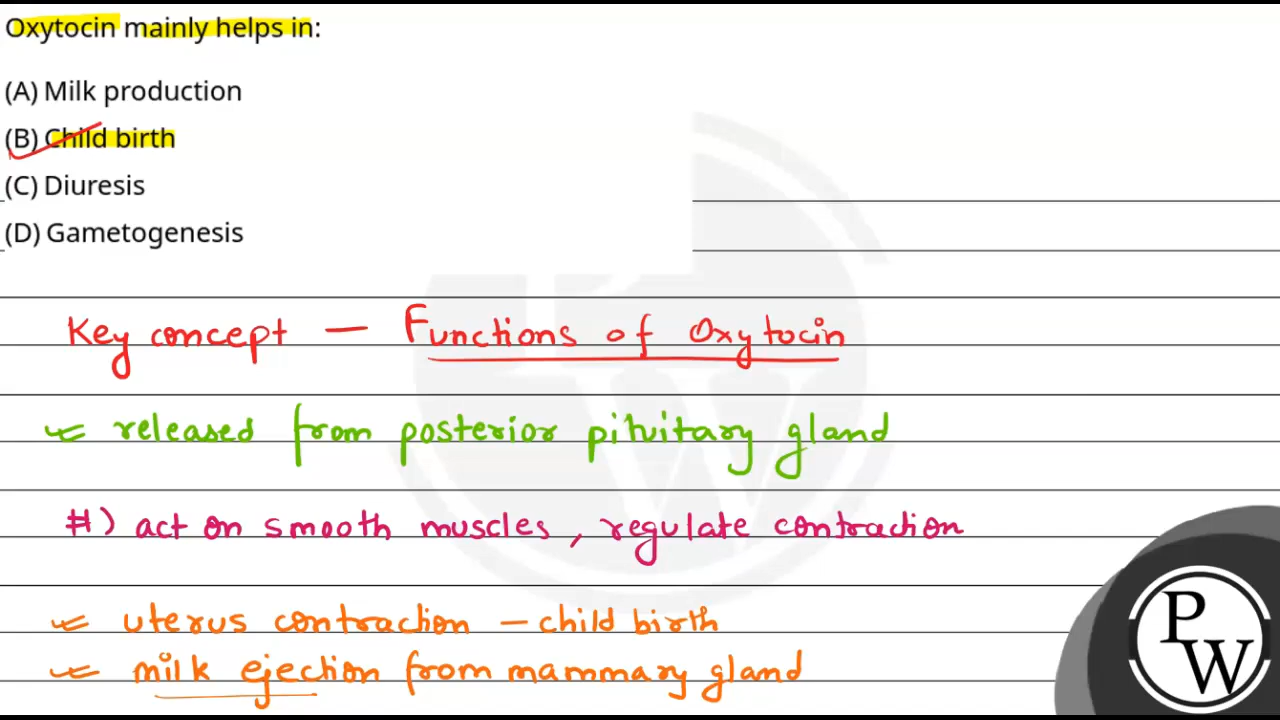 Oxytocin mainly helps in:
(A) Milk production
(B) Child birth
(C) Diuresis
(D) Gametogenesis
Key concept — Functions of Oxytocin
released from posterior pituitary gland
#) act on smooth muscles, regulate contraction
uterus contraction – child birth
milk ejection from mammary gland
P
W